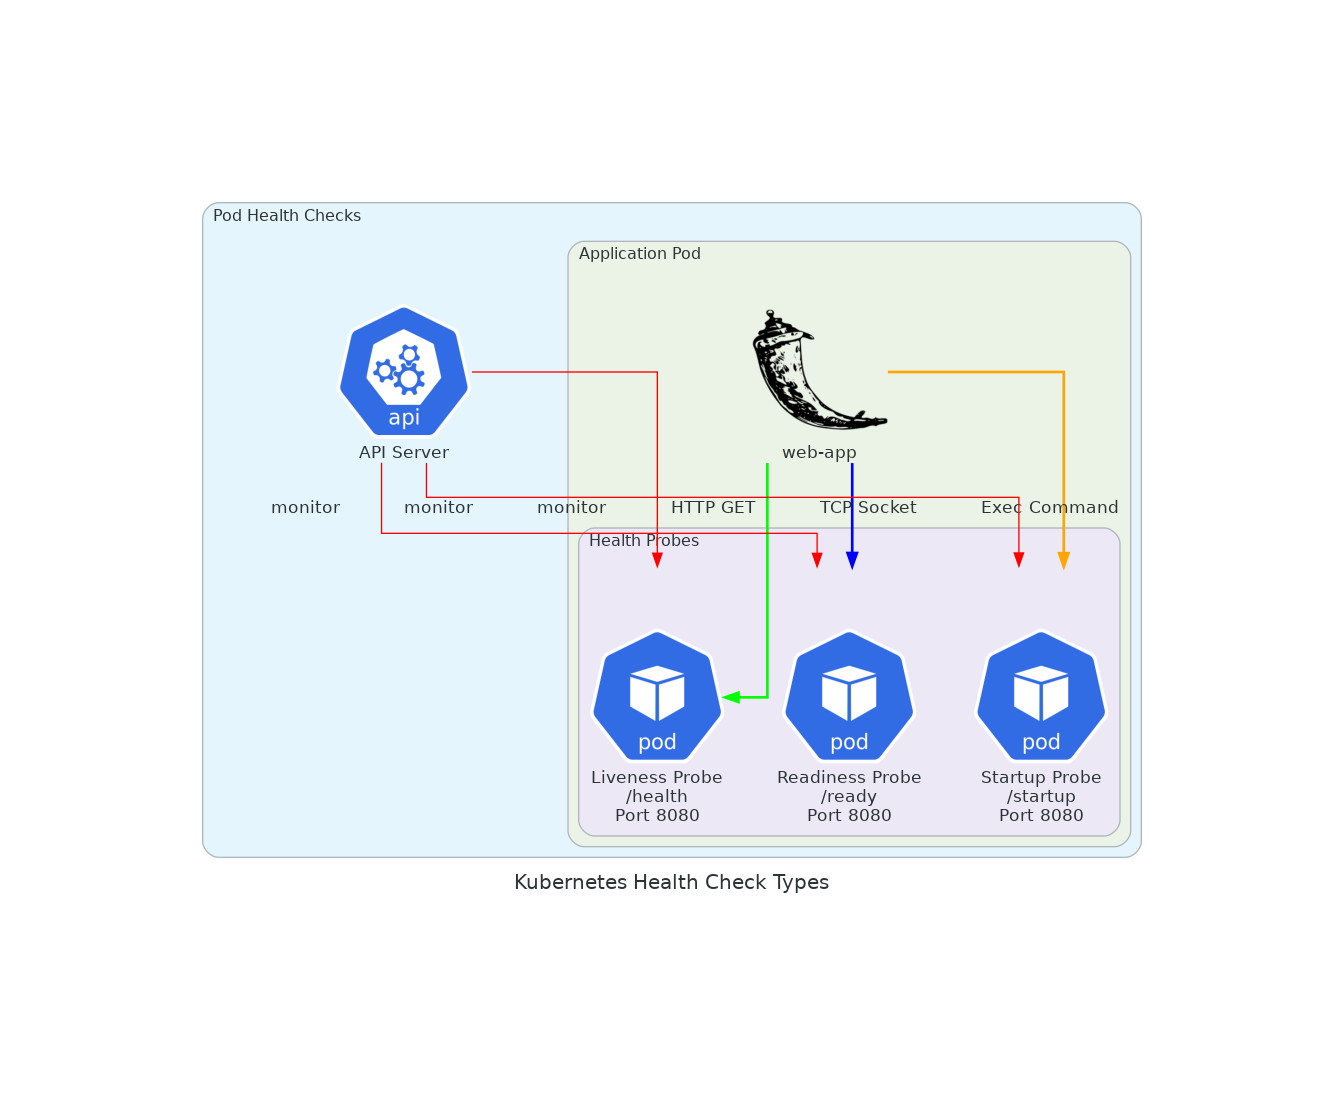 Pod Health Checks
Application Pod
api
API Server
web-app
monitor
monitor
monitor
HTTP GET
TCP Socket
Exec Command
Health Probes
pod
Liveness Probe
/health
Port 8080
pod
Readiness Probe
/ready
Port 8080
pod
Startup Probe
/startup
Port 8080
Kubernetes Health Check Types